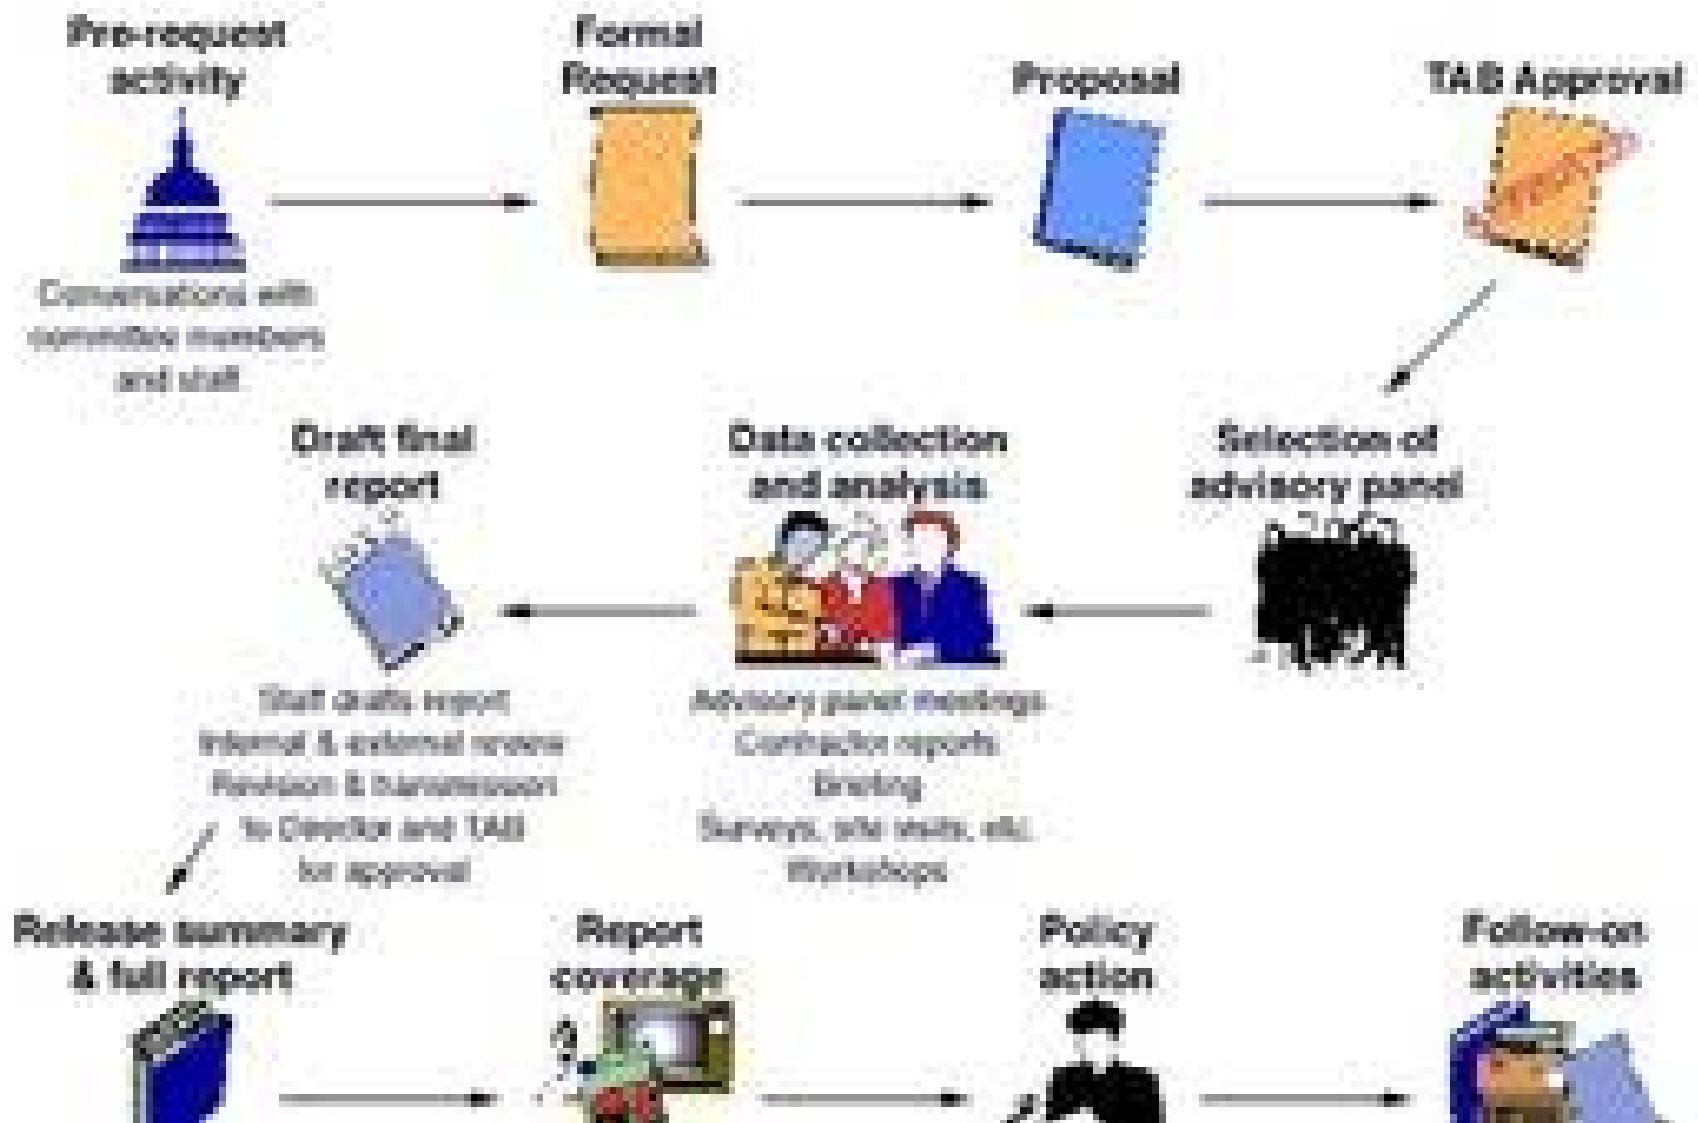 Pre-request
activity
Formal
Request
Proposal
TAB Approval
Conversations with
committee members
and staff
Draft final
report
Data collection
and analysis
Selection of
advisory panel
Staff drafts report
Internal & external review
Revision & transmission
to Director and TAB
for approval
Advisory panel meetings
Contractor reports
Briefing
Surveys, site visits, etc.
Workshops
Release summary
& full report
Report
coverage
Policy
action
Follow-on
activities